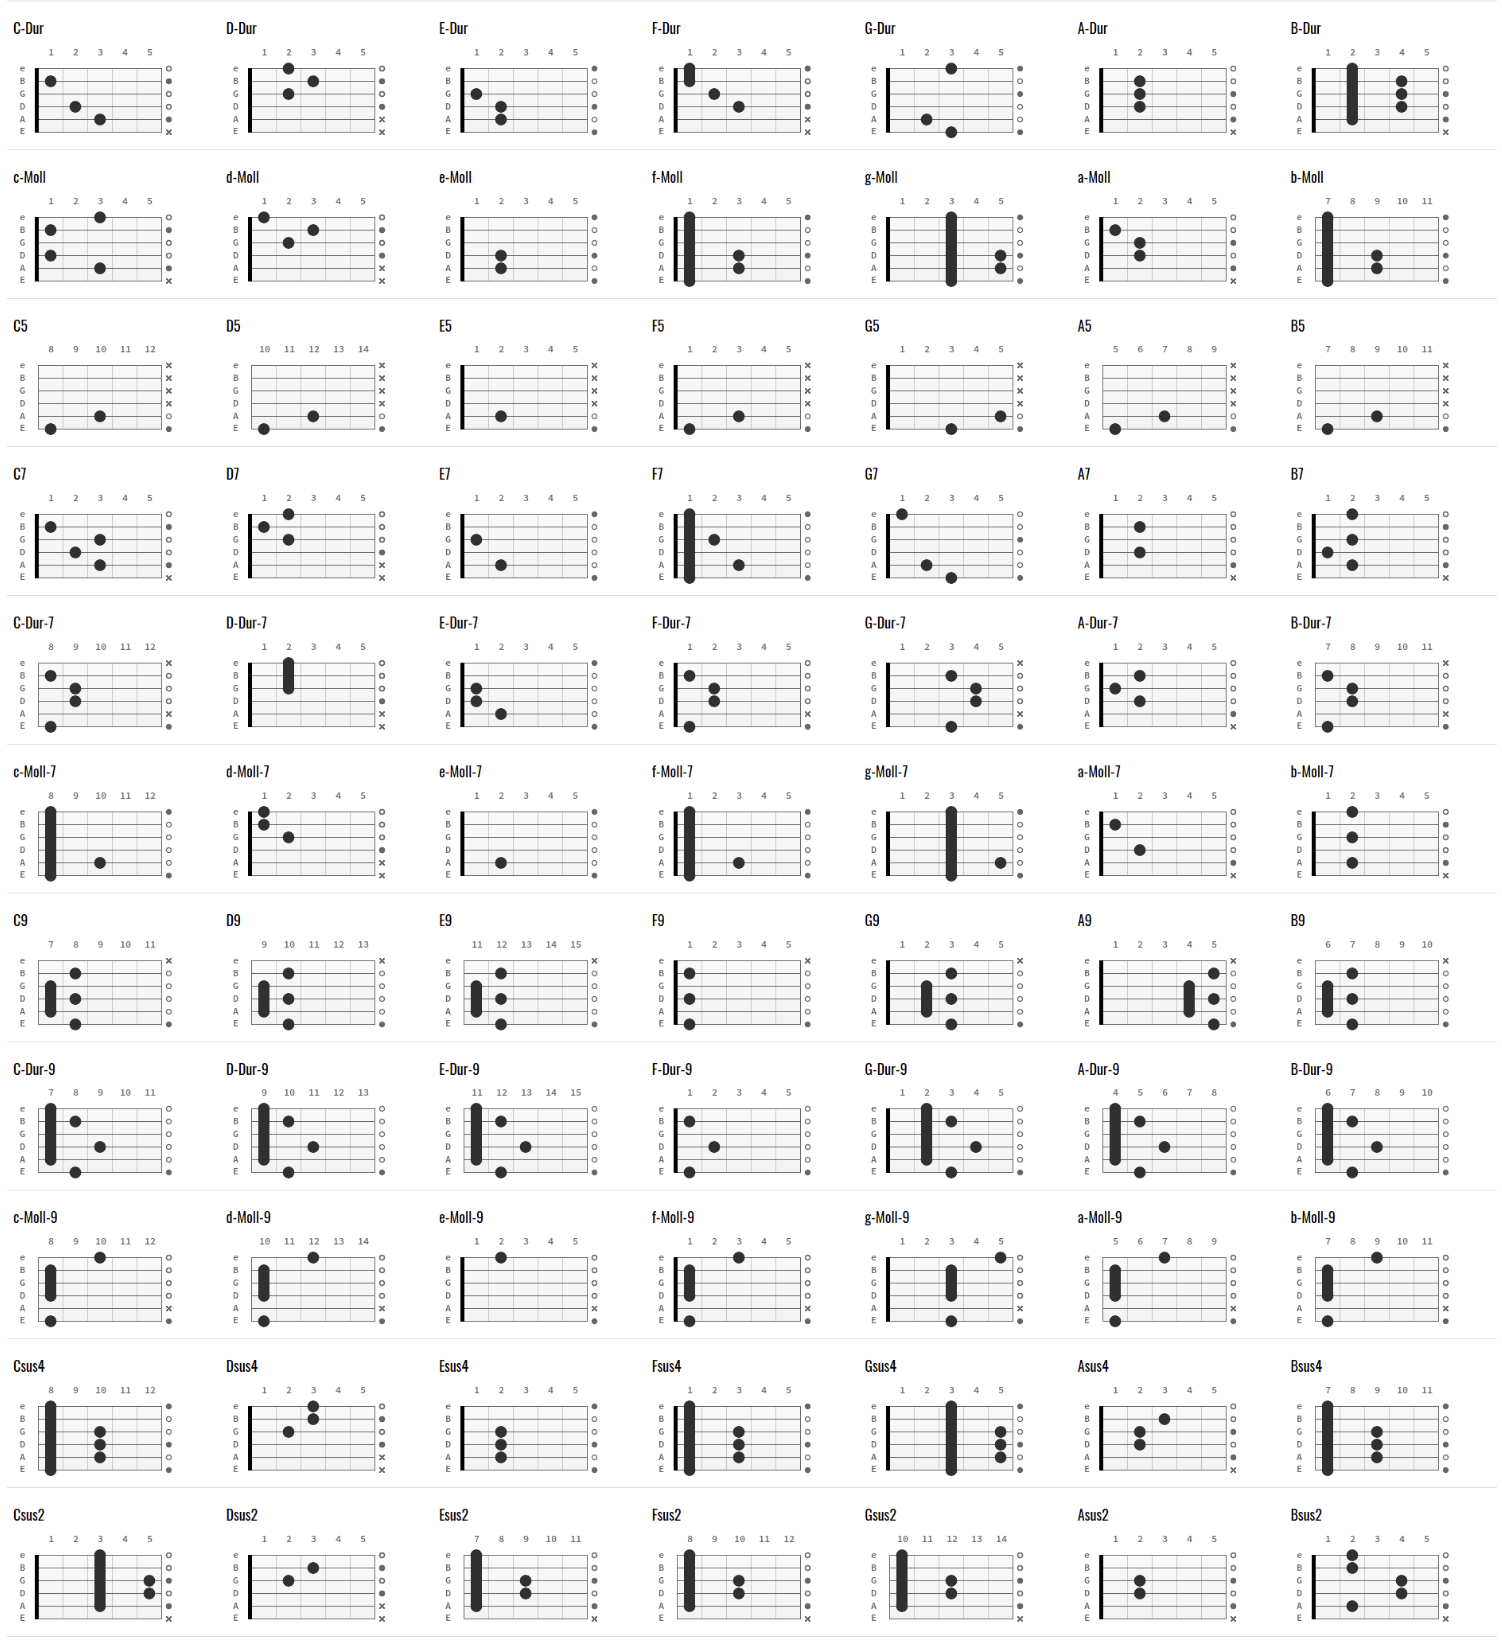 C-Dur D-Dur E-Dur F-Dur G-Dur A-Dur B-Dur
1 2 3 4 5 1 2 3 4 5 1 2 3 4 5 1 2 3 4 5 1 2 3 4 5 1 2 3 4 5 1 2 3 4 5
e e e e e e e
B B B B B B B
G G G G G G G
D D D D D D D
A A A A A A A
E E E E E E E
c-Moll d-Moll e-Moll f-Moll g-Moll a-Moll b-Moll
1 2 3 4 5 1 2 3 4 5 1 2 3 4 5 1 2 3 4 5 1 2 3 4 5 1 2 3 4 5 7 8 9 10 11
e e e e e e e
B B B B B B B
G G G G G G G
D D D D D D D
A A A A A A A
E E E E E E E
C5 D5 E5 F5 G5 A5 B5
8 9 10 11 12 10 11 12 13 14 1 2 3 4 5 1 2 3 4 5 1 2 3 4 5 5 6 7 8 9 7 8 9 10 11
e e e e e e e
B B B B B B B
G G G G G G G
D D D D D D D
A A A A A A A
E E E E E E E
C7 D7 E7 F7 G7 A7 B7
1 2 3 4 5 1 2 3 4 5 1 2 3 4 5 1 2 3 4 5 1 2 3 4 5 1 2 3 4 5 1 2 3 4 5
e e e e e e e
B B B B B B B
G G G G G G G
D D D D D D D
A A A A A A A
E E E E E E E
C-Dur-7 D-Dur-7 E-Dur-7 F-Dur-7 G-Dur-7 A-Dur-7 B-Dur-7
8 9 10 11 12 1 2 3 4 5 1 2 3 4 5 1 2 3 4 5 1 2 3 4 5 1 2 3 4 5 7 8 9 10 11
e e e e e e e
B B B B B B B
G G G G G G G
D D D D D D D
A A A A A A A
E E E E E E E
c-Moll-7 d-Moll-7 e-Moll-7 f-Moll-7 g-Moll-7 a-Moll-7 b-Moll-7
8 9 10 11 12 1 2 3 4 5 1 2 3 4 5 1 2 3 4 5 1 2 3 4 5 1 2 3 4 5 1 2 3 4 5
e e e e e e e
B B B B B B B
G G G G G G G
D D D D D D D
A A A A A A A
E E E E E E E
C9 D9 E9 F9 G9 A9 B9
7 8 9 10 11 9 10 11 12 13 11 12 13 14 15 1 2 3 4 5 1 2 3 4 5 1 2 3 4 5 6 7 8 9 10
e e e e e e e
B B B B B B B
G G G G G G G
D D D D D D D
A A A A A A A
E E E E E E E
C-Dur-9 D-Dur-9 E-Dur-9 F-Dur-9 G-Dur-9 A-Dur-9 B-Dur-9
7 8 9 10 11 9 10 11 12 13 11 12 13 14 15 1 2 3 4 5 1 2 3 4 5 4 5 6 7 8 6 7 8 9 10
e e e e e e e
B B B B B B B
G G G G G G G
D D D D D D D
A A A A A A A
E E E E E E E
c-Moll-9 d-Moll-9 e-Moll-9 f-Moll-9 g-Moll-9 a-Moll-9 b-Moll-9
8 9 10 11 12 10 11 12 13 14 1 2 3 4 5 1 2 3 4 5 1 2 3 4 5 5 6 7 8 9 7 8 9 10 11
e e e e e e e
B B B B B B B
G G G G G G G
D D D D D D D
A A A A A A A
E E E E E E E
Csus4 Dsus4 Esus4 Fsus4 Gsus4 Asus4 Bsus4
8 9 10 11 12 1 2 3 4 5 1 2 3 4 5 1 2 3 4 5 1 2 3 4 5 1 2 3 4 5 7 8 9 10 11
e e e e e e e
B B B B B B B
G G G G G G G
D D D D D D D
A A A A A A A
E E E E E E E
Csus2 Dsus2 Esus2 Fsus2 Gsus2 Asus2 Bsus2
1 2 3 4 5 1 2 3 4 5 7 8 9 10 11 8 9 10 11 12 10 11 12 13 14 1 2 3 4 5 1 2 3 4 5
e e e e e e e
B B B B B B B
G G G G G G G
D D D D D D D
A A A A A A A
E E E E E E E